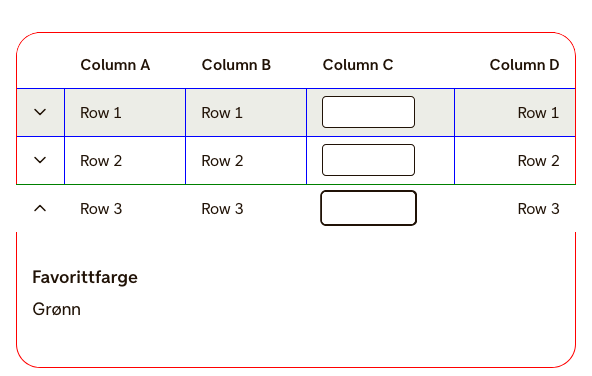 Column A Column B Column C Column D
Row 1 Row 1 Row 1
Row 2 Row 2 Row 2
Row 3 Row 3 Row 3
Favorittfarge
Grønn